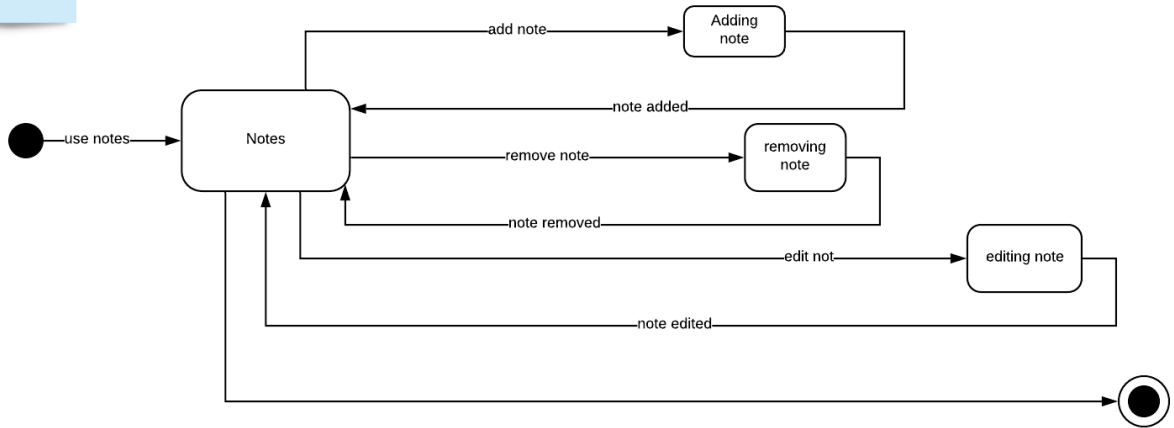 Adding
note
add note
note added
use notes
Notes
remove note
removing
note
note removed
edit not
editing note
note edited